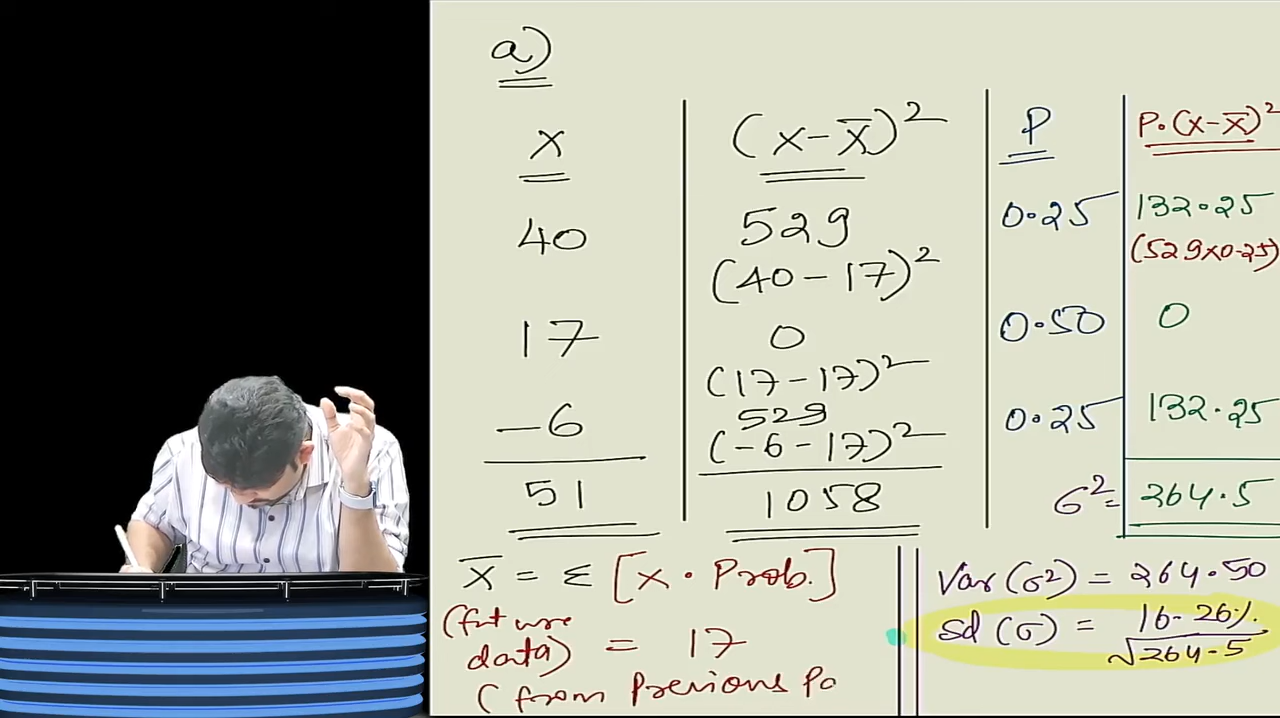 a)
x | (x-x̄)² | P | P.(x-x̄)²
40 | 529 | 0.25 | 132.25
(40-17)² | (529x0.25)
17 | 0 | 0.50 | 0
(17-17)²
-6 | 529 | 0.25 | 132.25
(-6-17)²
51 | 1058 | σ²= | 264.5
x̄ = Σ [x . Prob.]
(future
data) = 17
(from Previous Pa
Var (σ²) = 264.50
sd (σ) = 16.26%
√264.5